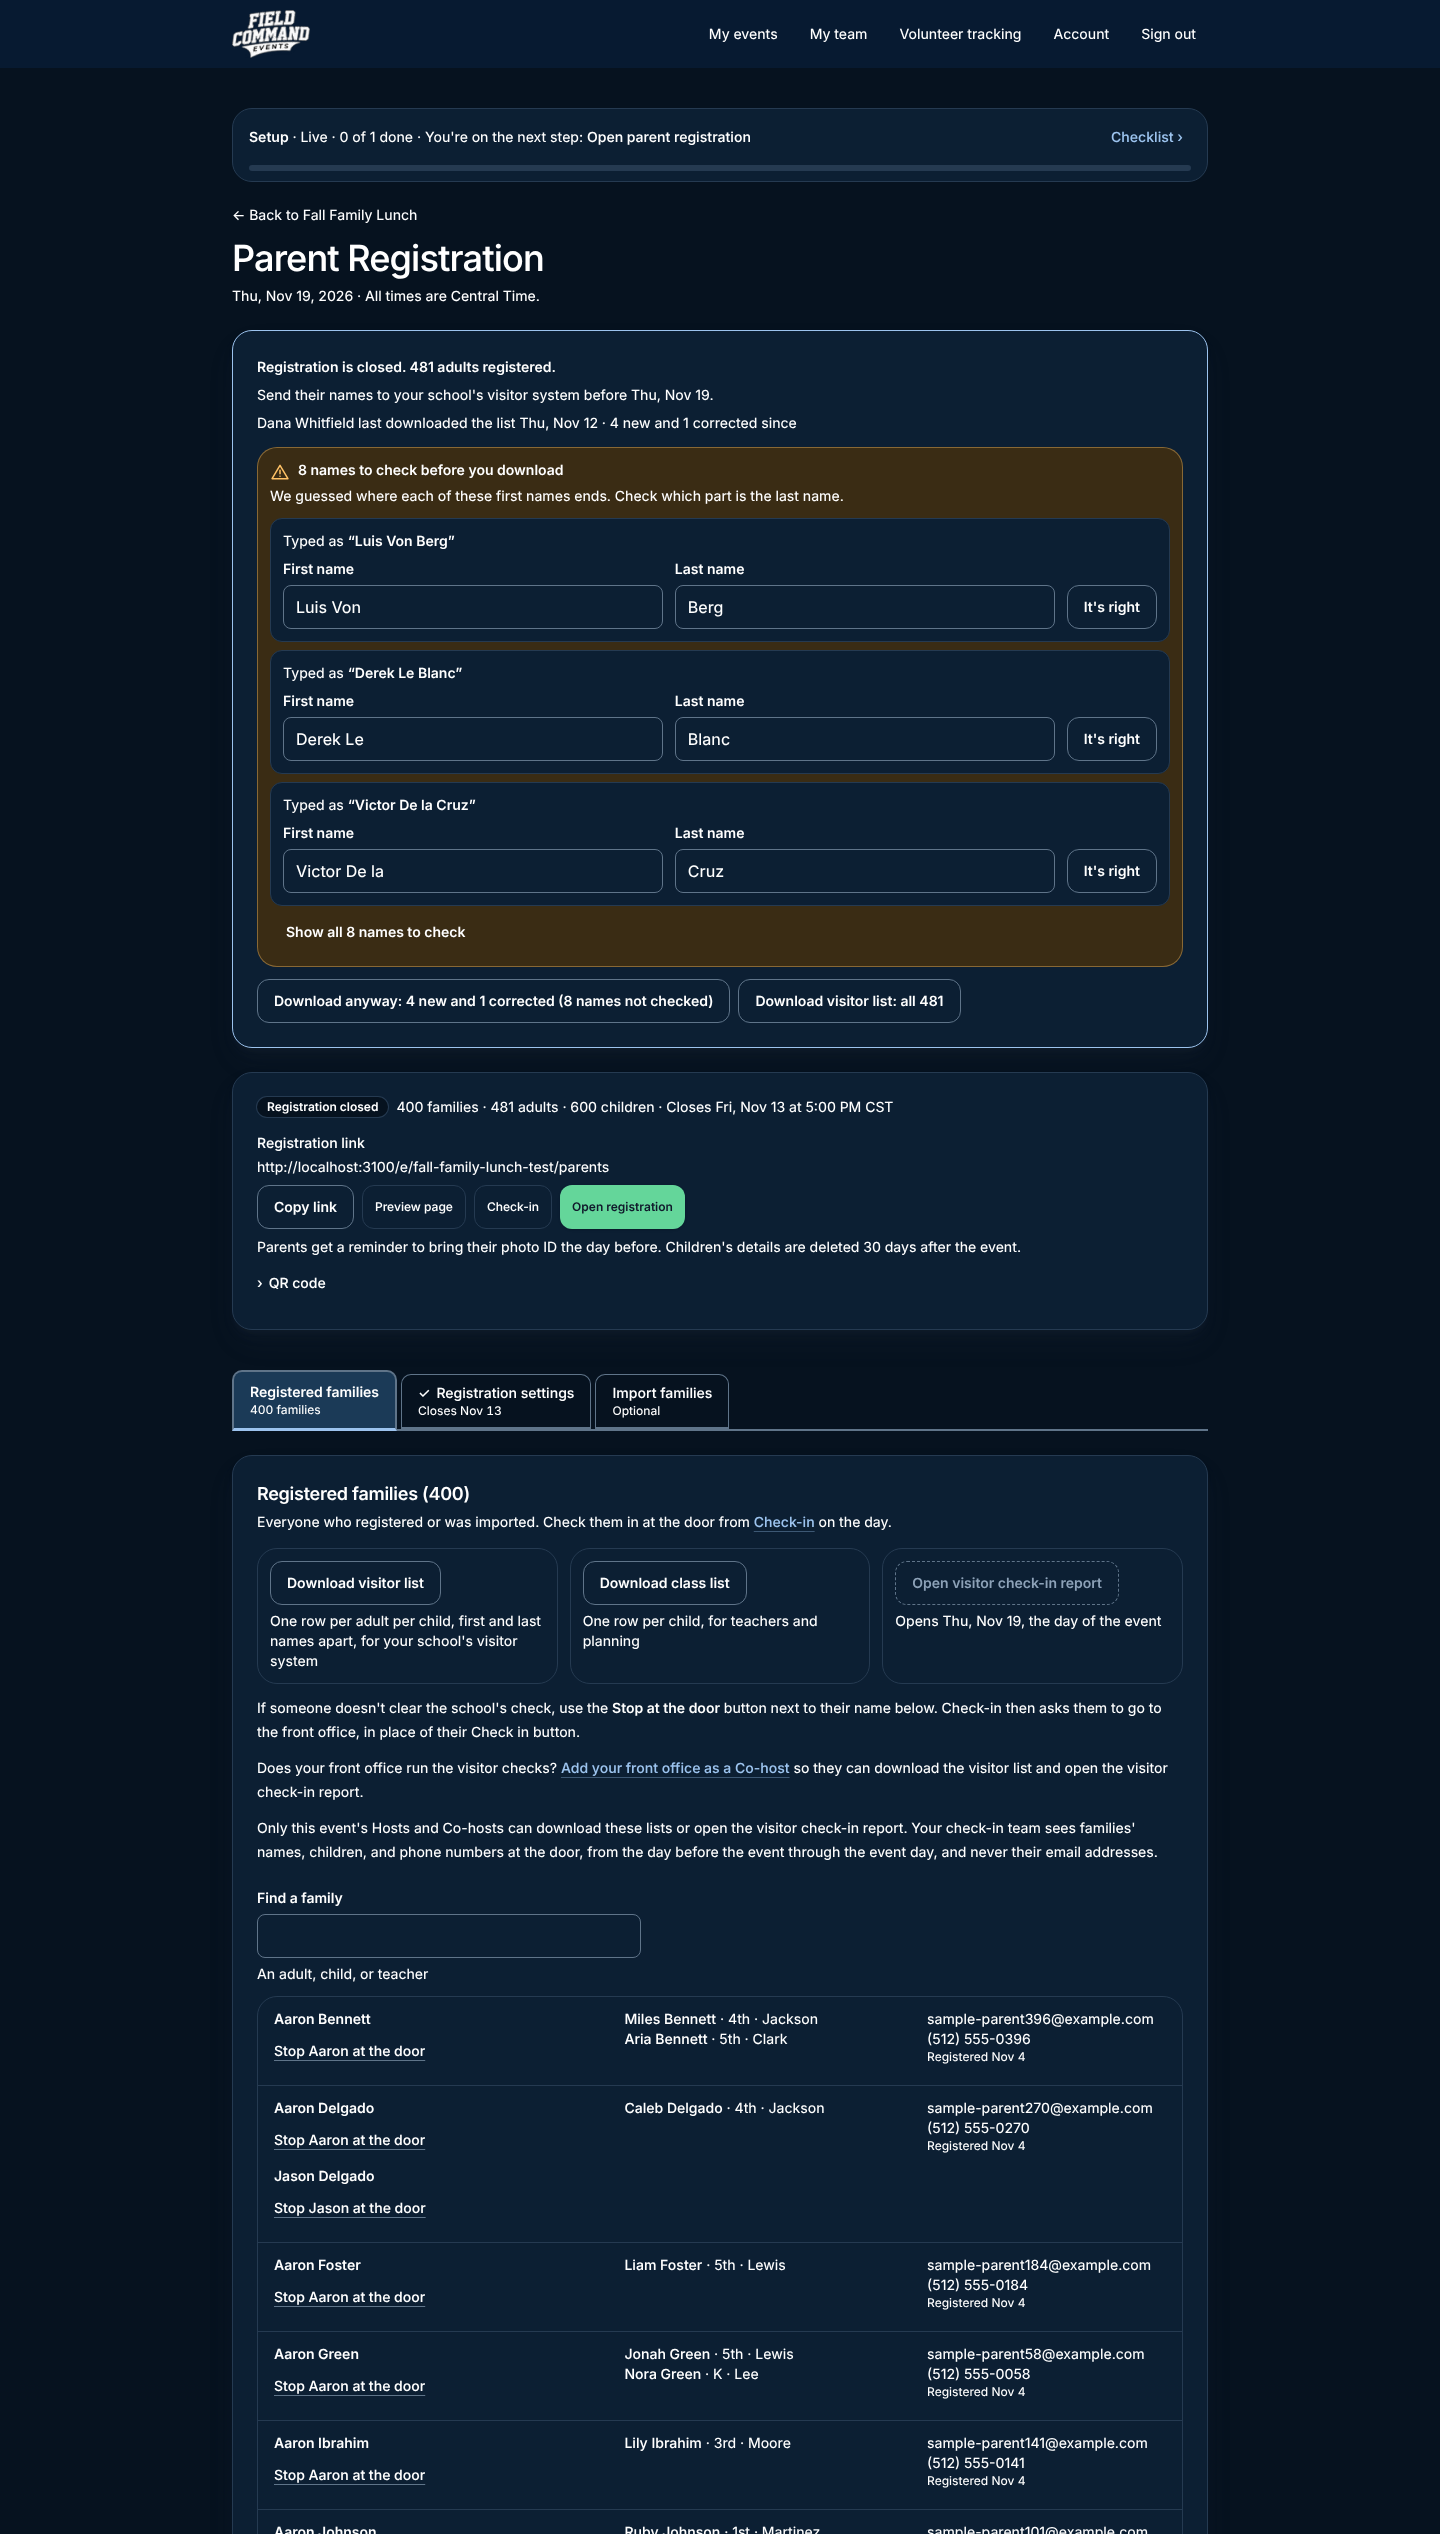 FIELD
COMMAND
EVENTS
My events
My team
Volunteer tracking
Account
Sign out
Setup · Live · 0 of 1 done · You're on the next step: Open parent registration
Checklist ›
← Back to Fall Family Lunch
Parent Registration
Thu, Nov 19, 2026 · All times are Central Time.
Registration is closed. 481 adults registered.
Send their names to your school's visitor system before Thu, Nov 19.
Dana Whitfield last downloaded the list Thu, Nov 12 · 4 new and 1 corrected since
8 names to check before you download
We guessed where each of these first names ends. Check which part is the last name.
Typed as “Luis Von Berg”
First name
Last name
Luis Von
Berg
It's right
Typed as “Derek Le Blanc”
First name
Last name
Derek Le
Blanc
It's right
Typed as “Victor De la Cruz”
First name
Last name
Victor De la
Cruz
It's right
Show all 8 names to check
Download anyway: 4 new and 1 corrected (8 names not checked)
Download visitor list: all 481
Registration closed
400 families · 481 adults · 600 children · Closes Fri, Nov 13 at 5:00 PM CST
Registration link
http://localhost:3100/e/fall-family-lunch-test/parents
Copy link
Preview page
Check-in
Open registration
Parents get a reminder to bring their photo ID the day before. Children's details are deleted 30 days after the event.
› QR code
Registered families
400 families
✓ Registration settings
Closes Nov 13
Import families
Optional
Registered families (400)
Everyone who registered or was imported. Check them in at the door from Check-in on the day.
Download visitor list
One row per adult per child, first and last
names apart, for your school's visitor
system
Download class list
One row per child, for teachers and
planning
Open visitor check-in report
Opens Thu, Nov 19, the day of the event
If someone doesn't clear the school's check, use the Stop at the door button next to their name below. Check-in then asks them to go to
the front office, in place of their Check in button.
Does your front office run the visitor checks? Add your front office as a Co-host so they can download the visitor list and open the visitor
check-in report.
Only this event's Hosts and Co-hosts can download these lists or open the visitor check-in report. Your check-in team sees families'
names, children, and phone numbers at the door, from the day before the event through the event day, and never their email addresses.
Find a family
An adult, child, or teacher
Aaron Bennett
Stop Aaron at the door
Miles Bennett · 4th · Jackson
Aria Bennett · 5th · Clark
sample-parent396@example.com
(512) 555-0396
Registered Nov 4
Aaron Delgado
Stop Aaron at the door
Jason Delgado
Stop Jason at the door
Caleb Delgado · 4th · Jackson
sample-parent270@example.com
(512) 555-0270
Registered Nov 4
Aaron Foster
Stop Aaron at the door
Liam Foster · 5th · Lewis
sample-parent184@example.com
(512) 555-0184
Registered Nov 4
Aaron Green
Stop Aaron at the door
Jonah Green · 5th · Lewis
Nora Green · K · Lee
sample-parent58@example.com
(512) 555-0058
Registered Nov 4
Aaron Ibrahim
Stop Aaron at the door
Lily Ibrahim · 3rd · Moore
sample-parent141@example.com
(512) 555-0141
Registered Nov 4
Aaron Johnson
Ruby Johnson · 1st · Martinez
sample-parent101@example.com